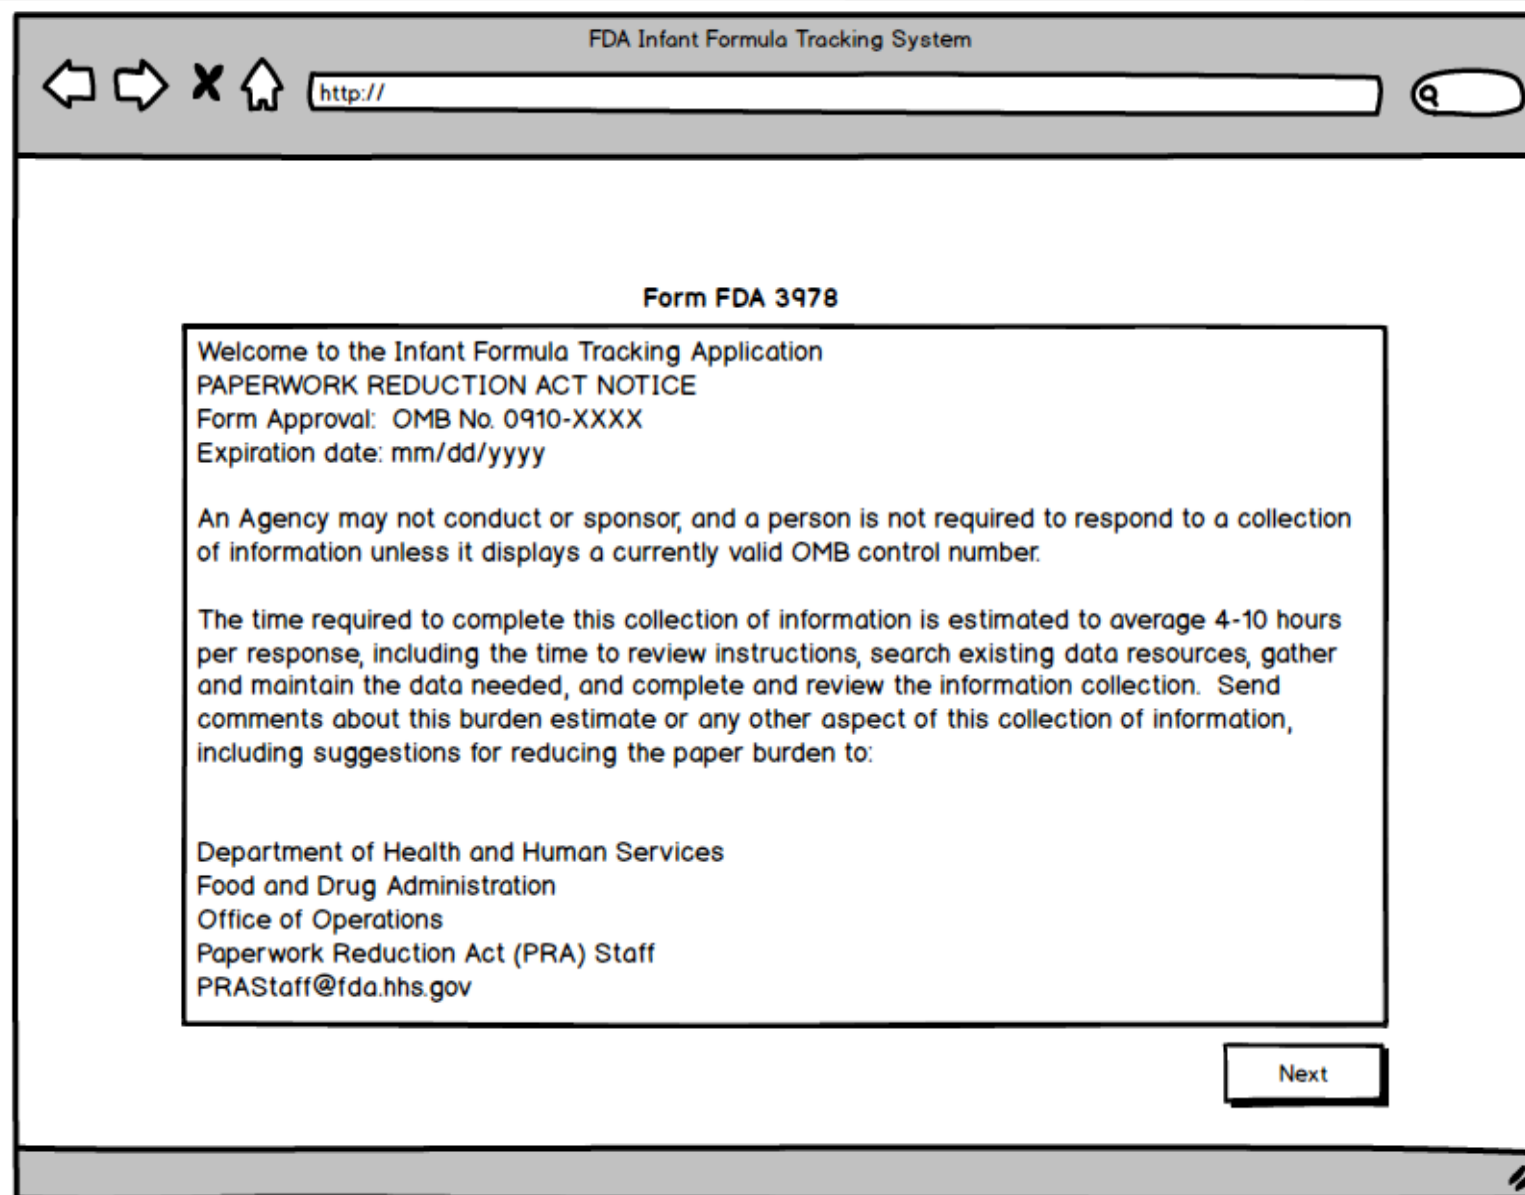 FDA Infant Formula Tracking System
http://
Form FDA 3978
Welcome to the Infant Formula Tracking Application
PAPERWORK REDUCTION ACT NOTICE
Form Approval:  OMB No. 0910-XXXX
Expiration date: mm/dd/yyyy
An Agency may not conduct or sponsor, and a person is not required to respond to a collection
of information unless it displays a currently valid OMB control number.
The time required to complete this collection of information is estimated to average 4-10 hours
per response, including the time to review instructions, search existing data resources, gather
and maintain the data needed, and complete and review the information collection.  Send
comments about this burden estimate or any other aspect of this collection of information,
including suggestions for reducing the paper burden to:
Department of Health and Human Services
Food and Drug Administration
Office of Operations
Paperwork Reduction Act (PRA) Staff
PRAStaff@fda.hhs.gov
Next